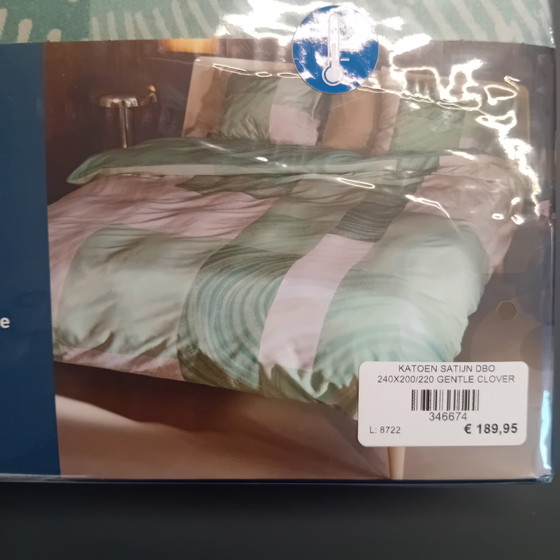 e
KATOEN SATIJN DBO
240X200/220 GENTLE CLOVER
346674
L: 8722
€ 189,95